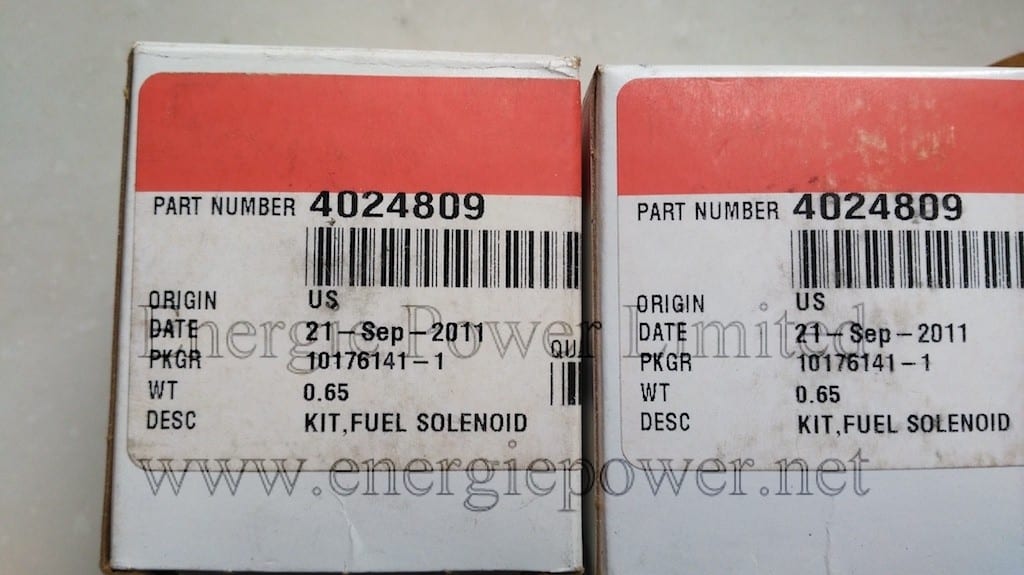 PART NUMBER 4024809
ORIGIN US
DATE 21-Sep-2011
PKGR 10176141-1
QU
WT 0.65
DESC KIT,FUEL SOLENOID
PART NUMBER 4024809
ORIGIN US
DATE 21-Sep-2011
PKGR 10176141-1
WT 0.65
DESC KIT,FUEL SOLENOID
Energie Power Limited
www.energiepower.net